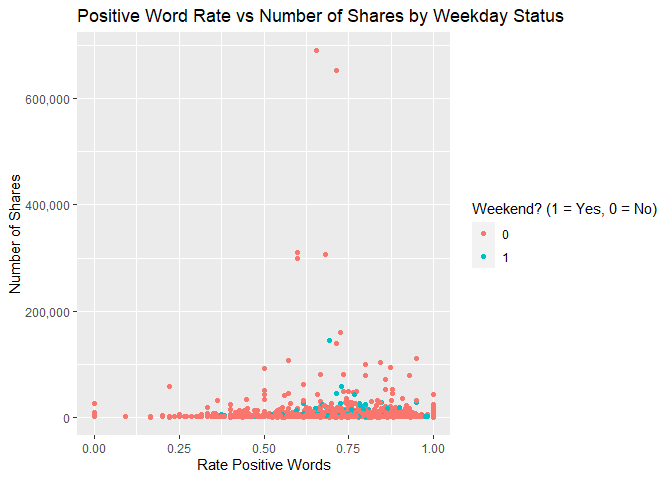 Positive Word Rate vs Number of Shares by Weekday Status
Number of Shares
600,000
400,000
200,000
0
0.00
0.25
0.50
0.75
1.00
Rate Positive Words
Weekend? (1 = Yes, 0 = No)
0
1